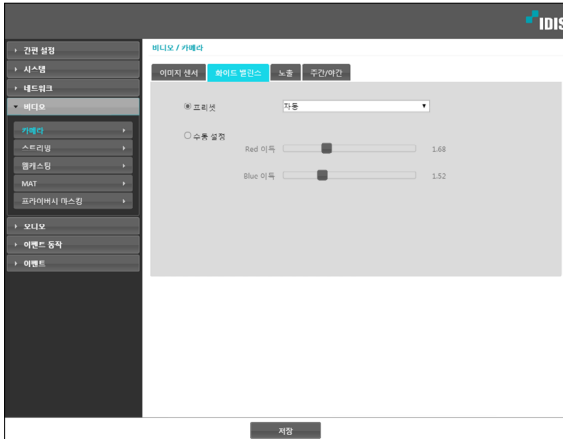 IDIS
간편 설정
시스템
네트워크
비디오
카메라
스트리밍
웹캐스팅
MAT
프라이버시 마스킹
오디오
이벤트 동작
이벤트
비디오 / 카메라
이미지 센서 화이트 밸런스 노출 주간/야간
프리셋 자동
수동 설정
Red 이득 1.68
Blue 이득 1.52
저장